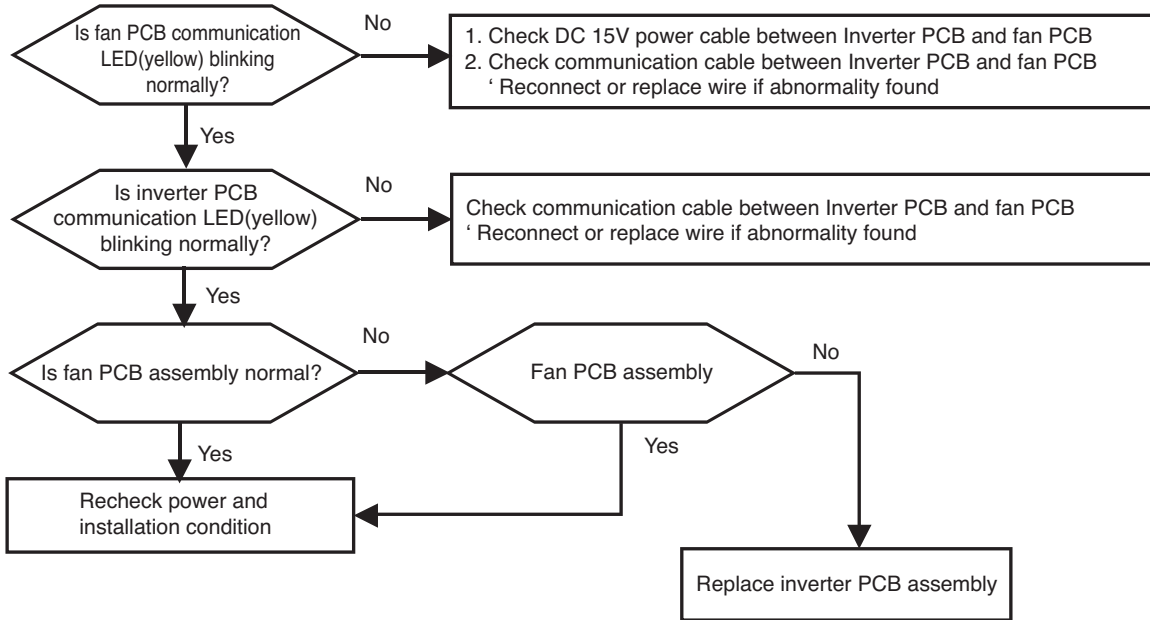 Is fan PCB communication
LED(yellow) blinking
normally?
No
1. Check DC 15V power cable between Inverter PCB and fan PCB
2. Check communication cable between Inverter PCB and fan PCB
‘ Reconnect or replace wire if abnormality found
Yes
Is inverter PCB
communication LED(yellow)
blinking normally?
No
Check communication cable between Inverter PCB and fan PCB
‘ Reconnect or replace wire if abnormality found
Yes
Is fan PCB assembly normal?
No
Fan PCB assembly
No
Yes
Yes
Recheck power and
installation condition
Replace inverter PCB assembly